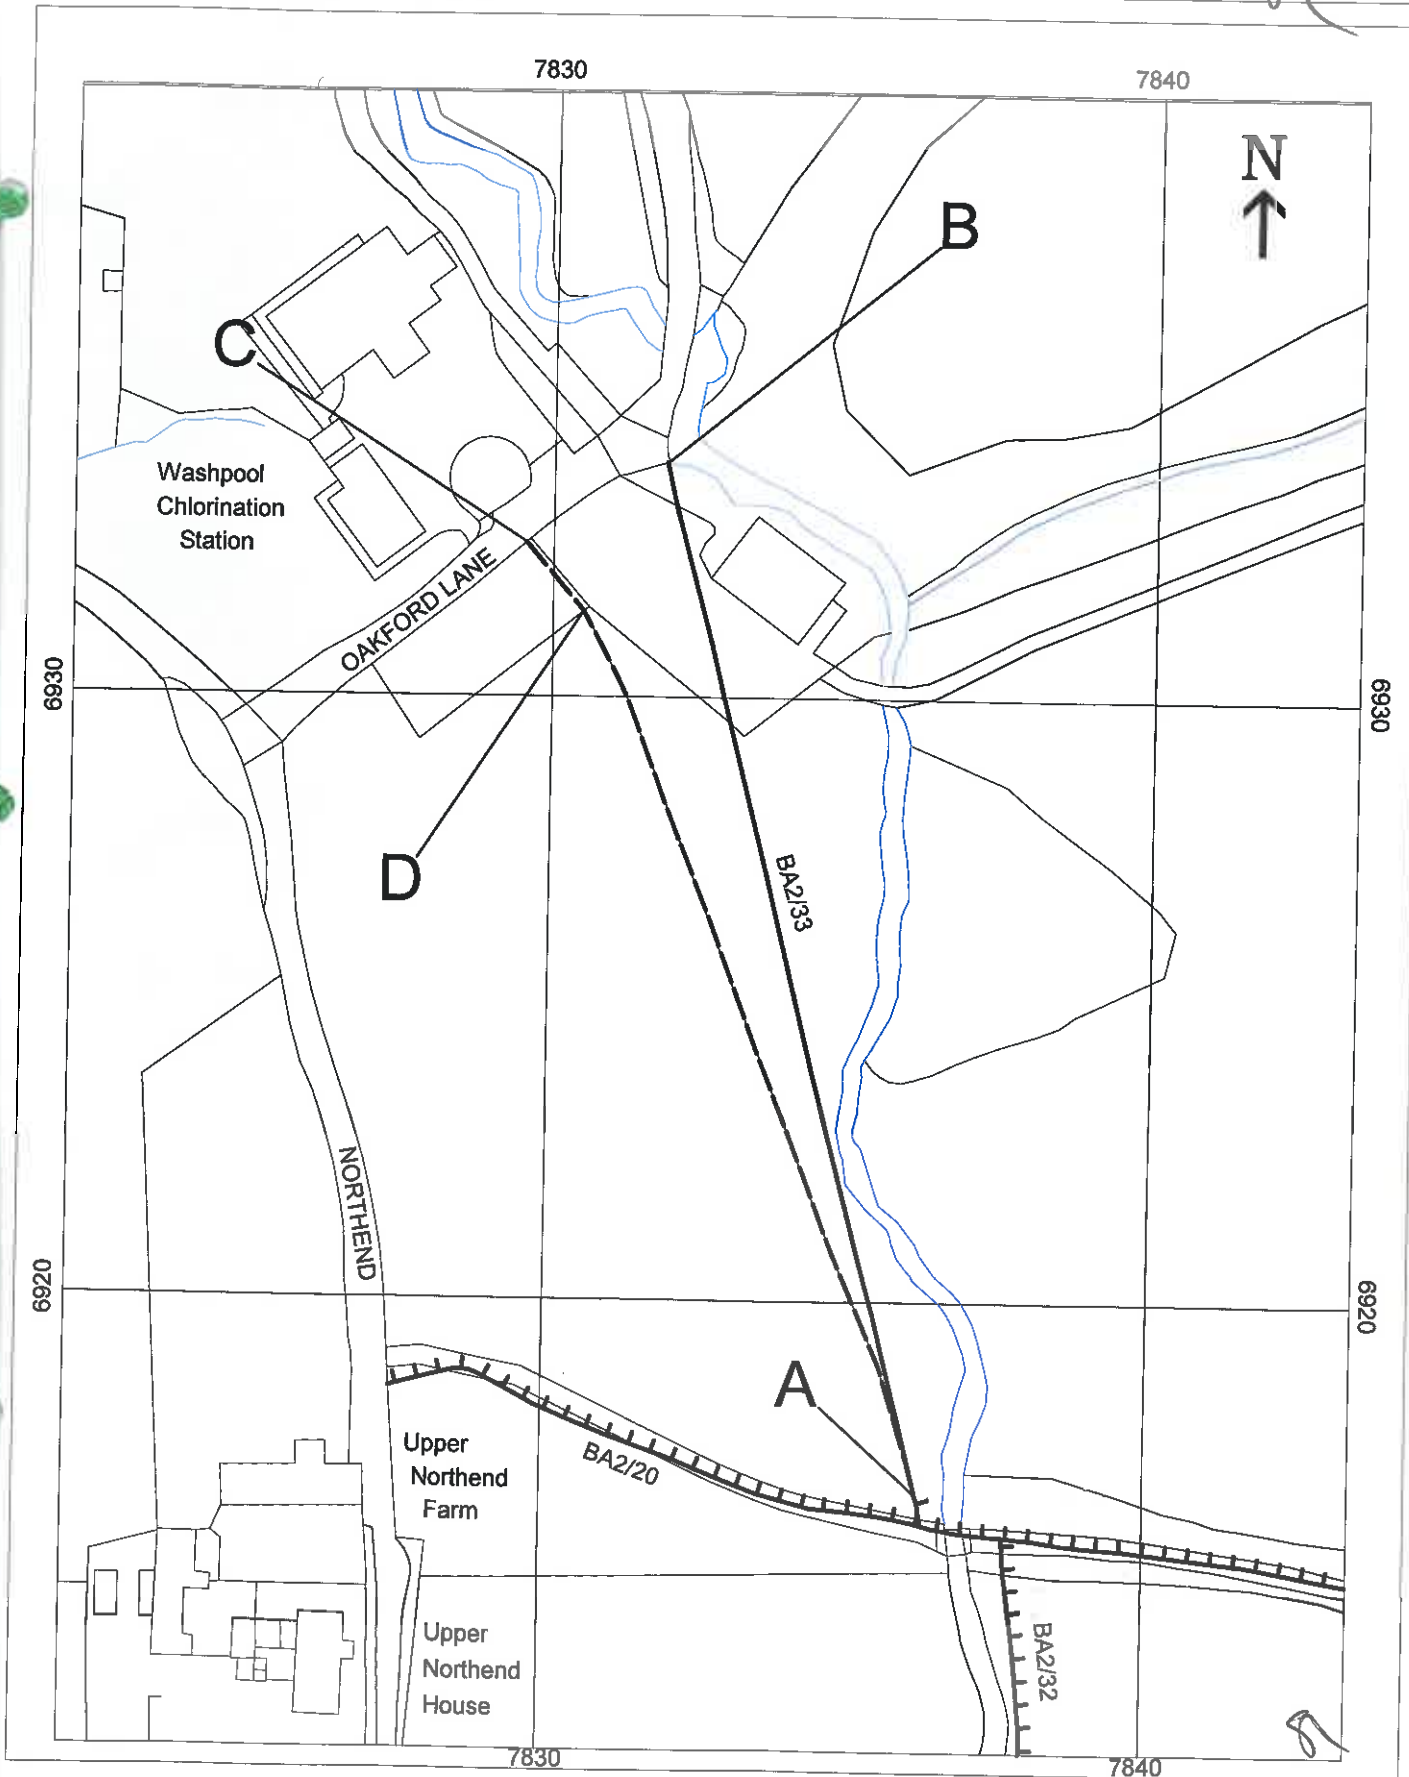 7830
7840
N
B
C
Washpool
Chlorination
Station
OAKFORD LANE
6930
6930
D
BA2/33
NORTHEND
6920
6920
A
Upper
Northend
Farm
BA2/20
Upper
Northend
House
BA2/32
7830
7840